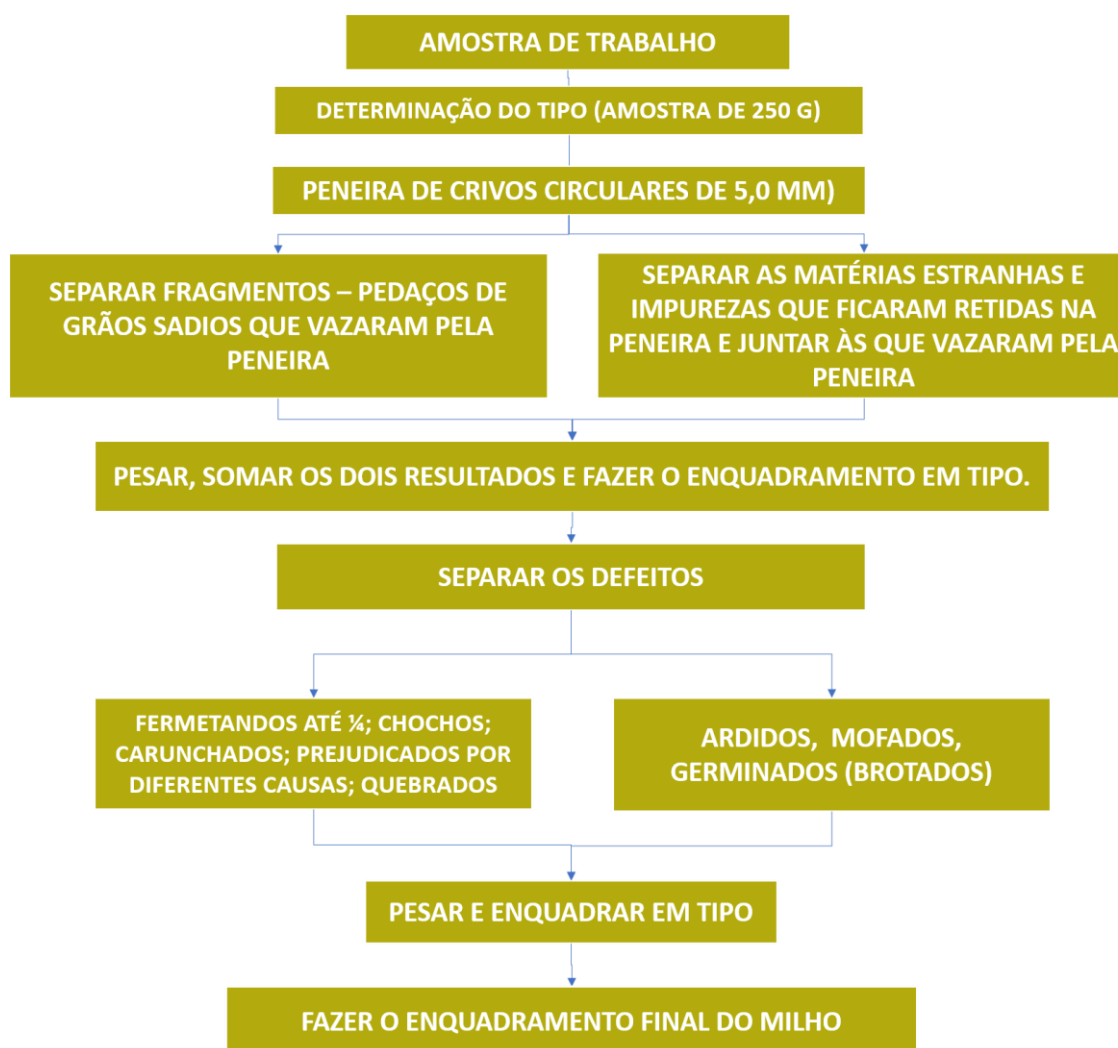 AMOSTRA DE TRABALHO
DETERMINAÇÃO DO TIPO (AMOSTRA DE 250 G)
PENEIRA DE CRIVOS CIRCULARES DE 5,0 MM)
SEPARAR FRAGMENTOS – PEDAÇOS DE
GRÃOS SADIOS QUE VAZARAM PELA
PENEIRA
SEPARAR AS MATÉRIAS ESTRANHAS E
IMPUREZAS QUE FICARAM RETIDAS NA
PENEIRA E JUNTAR ÀS QUE VAZARAM PELA
PENEIRA
PESAR, SOMAR OS DOIS RESULTADOS E FAZER O ENQUADRAMENTO EM TIPO.
SEPARAR OS DEFEITOS
FERMETANDOS ATÉ ¼; CHOCHOS;
CARUNCHADOS; PREJUDICADOS POR
DIFERENTES CAUSAS; QUEBRADOS
ARDIDOS, MOFADOS,
GERMINADOS (BROTADOS)
PESAR E ENQUADRAR EM TIPO
FAZER O ENQUADRAMENTO FINAL DO MILHO